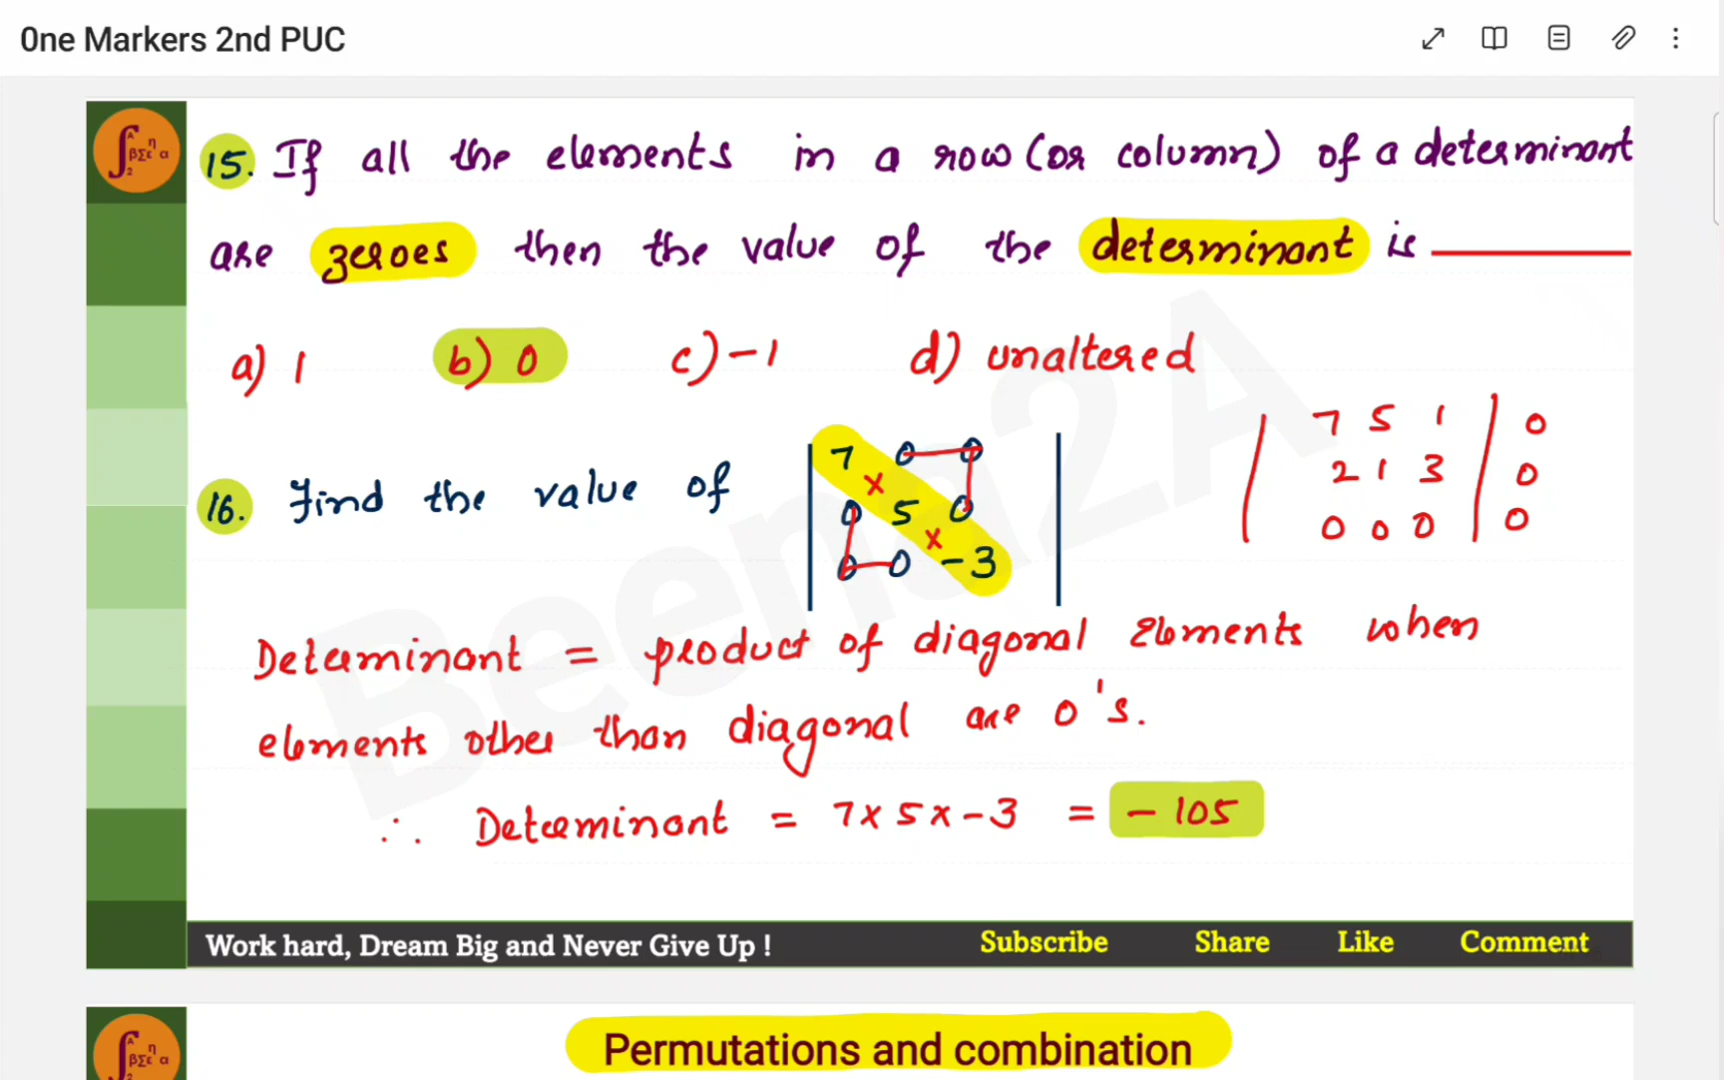 One Markers 2nd PUC
15. If all the elements in a row (or column) of a determinant
are zeroes then the value of the determinant is
a) 1 b) 0 c) -1 d) unaltered
16. Find the value of
7 0 0
0 5 0
0 0 -3
7 5 1 0
2 1 3 0
0 0 0 0
Determinant = product of diagonal Elements when
elements other than diagonal are 0's.
∴ Determinant = 7 x 5 x -3 = -105
Beena2A
Work hard, Dream Big and Never Give Up ! Subscribe Share Like Comment
Permutations and combination